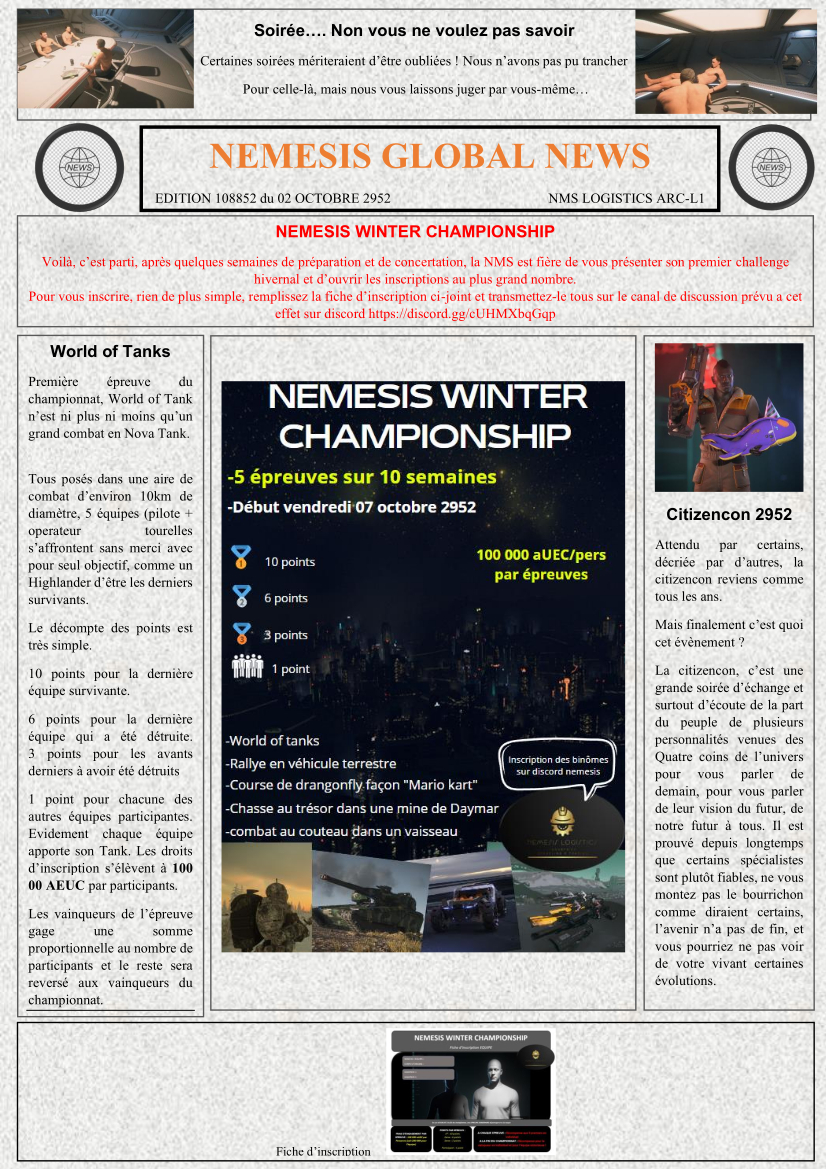 Soirée…. Non vous ne voulez pas savoir
Certaines soirées mériteraient d’être oubliées ! Nous n’avons pas pu trancher
Pour celle-là, mais nous vous laissons juger par vous-même…
NEWS
NEMESIS GLOBAL NEWS
EDITION 108852 du 02 OCTOBRE 2952
NMS LOGISTICS ARC-L1
NEWS
NEMESIS WINTER CHAMPIONSHIP
Voilà, c’est parti, après quelques semaines de préparation et de concertation, la NMS est fière de vous présenter son premier challenge
hivernal et d’ouvrir les inscriptions au plus grand nombre.
Pour vous inscrire, rien de plus simple, remplissez la fiche d’inscription ci-joint et transmettez-le tous sur le canal de discussion prévu a cet
effet sur discord https://discord.gg/cUHMXbqGqp
World of Tanks
Première épreuve du
championnat, World of Tank
n’est ni plus ni moins qu’un
grand combat en Nova Tank.
Tous posés dans une aire de
combat d’environ 10km de
diamètre, 5 équipes (pilote +
operateur tourelles
s’affrontent sans merci avec
pour seul objectif, comme un
Highlander d’être les derniers
survivants.
Le décompte des points est
très simple.
10 points pour la dernière
équipe survivante.
6 points pour la dernière
équipe qui a été détruite.
3 points pour les avants
derniers à avoir été détruits
1 point pour chacune des
autres équipes participantes.
Evidement chaque équipe
apporte son Tank. Les droits
d’inscription s’élèvent à 100
00 AEUC par participants.
Les vainqueurs de l’épreuve
gage une somme
proportionnelle au nombre de
participants et le reste sera
reversé aux vainqueurs du
championnat.
NEMESIS WINTER
CHAMPIONSHIP
-5 épreuves sur 10 semaines
-Début vendredi 07 octobre 2952
1
10 points
2
6 points
3
3 points
1 point
100 000 aUEC/pers
par épreuves
-World of tanks
-Rallye en véhicule terrestre
-Course de drangonfly façon "Mario kart"
-Chasse au trésor dans une mine de Daymar
-combat au couteau dans un vaisseau
Inscription des binômes
sur discord nemesis
NEMESIS LOGISTICS
Citizencon 2952
Attendu par certains,
décriée par d’autres, la
citizencon reviens comme
tous les ans.
Mais finalement c’est quoi
cet évènement ?
La citizencon, c’est une
grande soirée d’échange et
surtout d’écoute de la part
du peuple de plusieurs
personnalités venues des
Quatre coins de l’univers
pour vous parler de
demain, pour vous parler
de leur vision du futur, de
notre futur à tous. Il est
prouvé depuis longtemps
que certains spécialistes
sont plutôt fiables, ne vous
montez pas le bourrichon
comme diraient certains,
l’avenir n’a pas de fin, et
vous pourriez ne pas voir
de votre vivant certaines
évolutions.
Fiche d’inscription
NEMESIS WINTER CHAMPIONSHIP
Fiche d'inscription EQUIPE